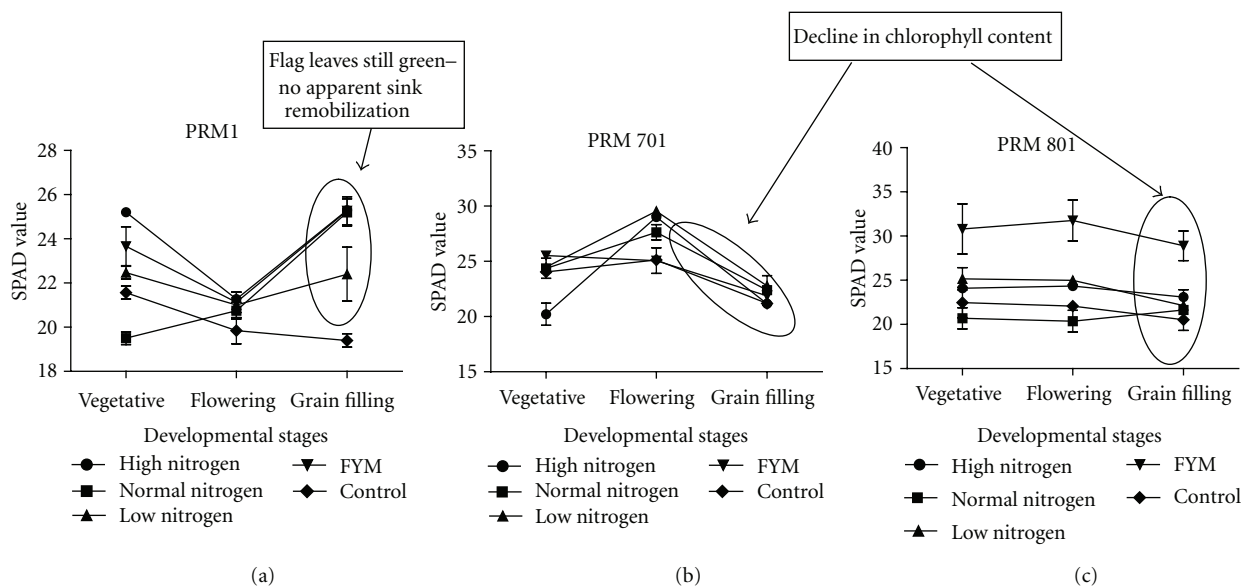 Flag leaves still green–
no apparent sink
remobilization
Decline in chlorophyll content
PRM1
28
26
24
22
20
18
SPAD value
Vegetative Flowering Grain filling
Developmental stages
High nitrogen
Normal nitrogen
Low nitrogen
FYM
Control
(a)
PRM 701
35
30
25
20
15
SPAD value
Vegetative Flowering Grain filling
Developmental stages
High nitrogen
Normal nitrogen
Low nitrogen
FYM
Control
(b)
PRM 801
40
35
30
25
20
15
SPAD value
Vegetative Flowering Grain filling
Developmental stages
High nitrogen
Normal nitrogen
Low nitrogen
FYM
Control
(c)